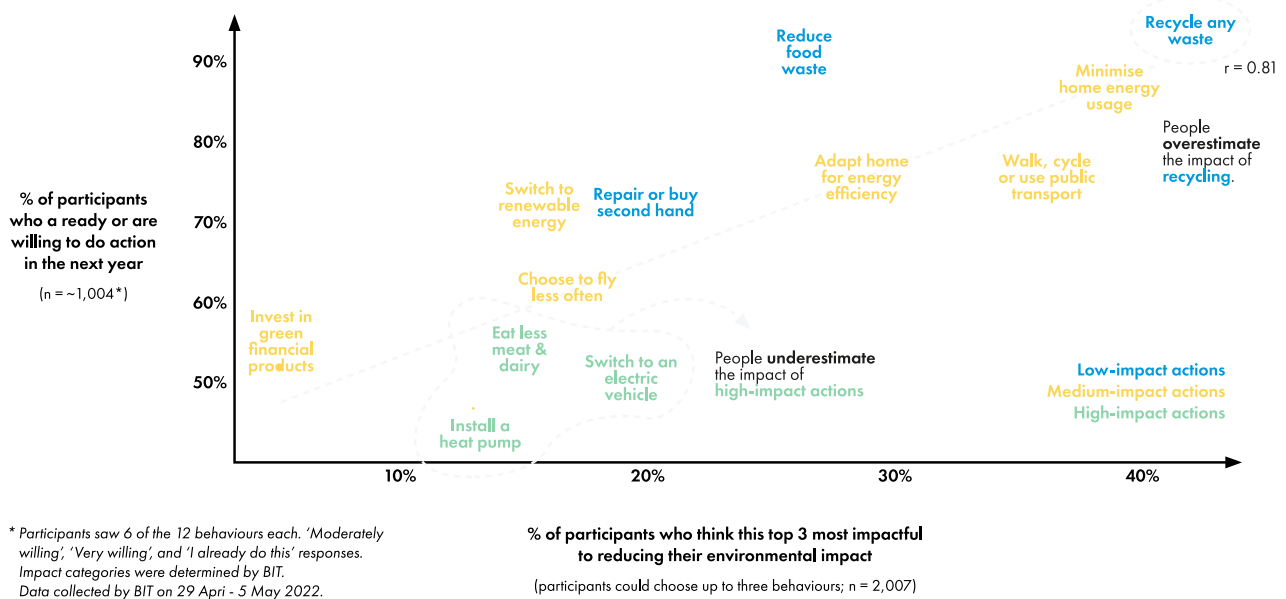 90%
80%
70%
60%
50%
% of participants
who a ready or are
willing to do action
in the next year
(n = ~1,004*)
Reduce
food
waste
Recycle any
waste
r = 0.81
Minimise
home energy
usage
People
overestimate
the impact of
recycling.
Adapt home
for energy
efficiency
Walk, cycle
or use public
transport
Switch to
renewable
energy
Repair or buy
second hand
Choose to fly
less often
Invest in
green
financial
products
Eat less
meat &
dairy
Switch to an
electric
vehicle
Install a
heat pump
People underestimate
the impact of
high-impact actions
Low-impact actions
Medium-impact actions
High-impact actions
10%
20%
30%
40%
% of participants who think this top 3 most impactful
to reducing their environmental impact
(participants could choose up to three behaviours; n = 2,007)
* Participants saw 6 of the 12 behaviours each. ‘Moderately
willing’, ‘Very willing’, and ‘I already do this’ responses.
Impact categories were determined by BIT.
Data collected by BIT on 29 Apri - 5 May 2022.